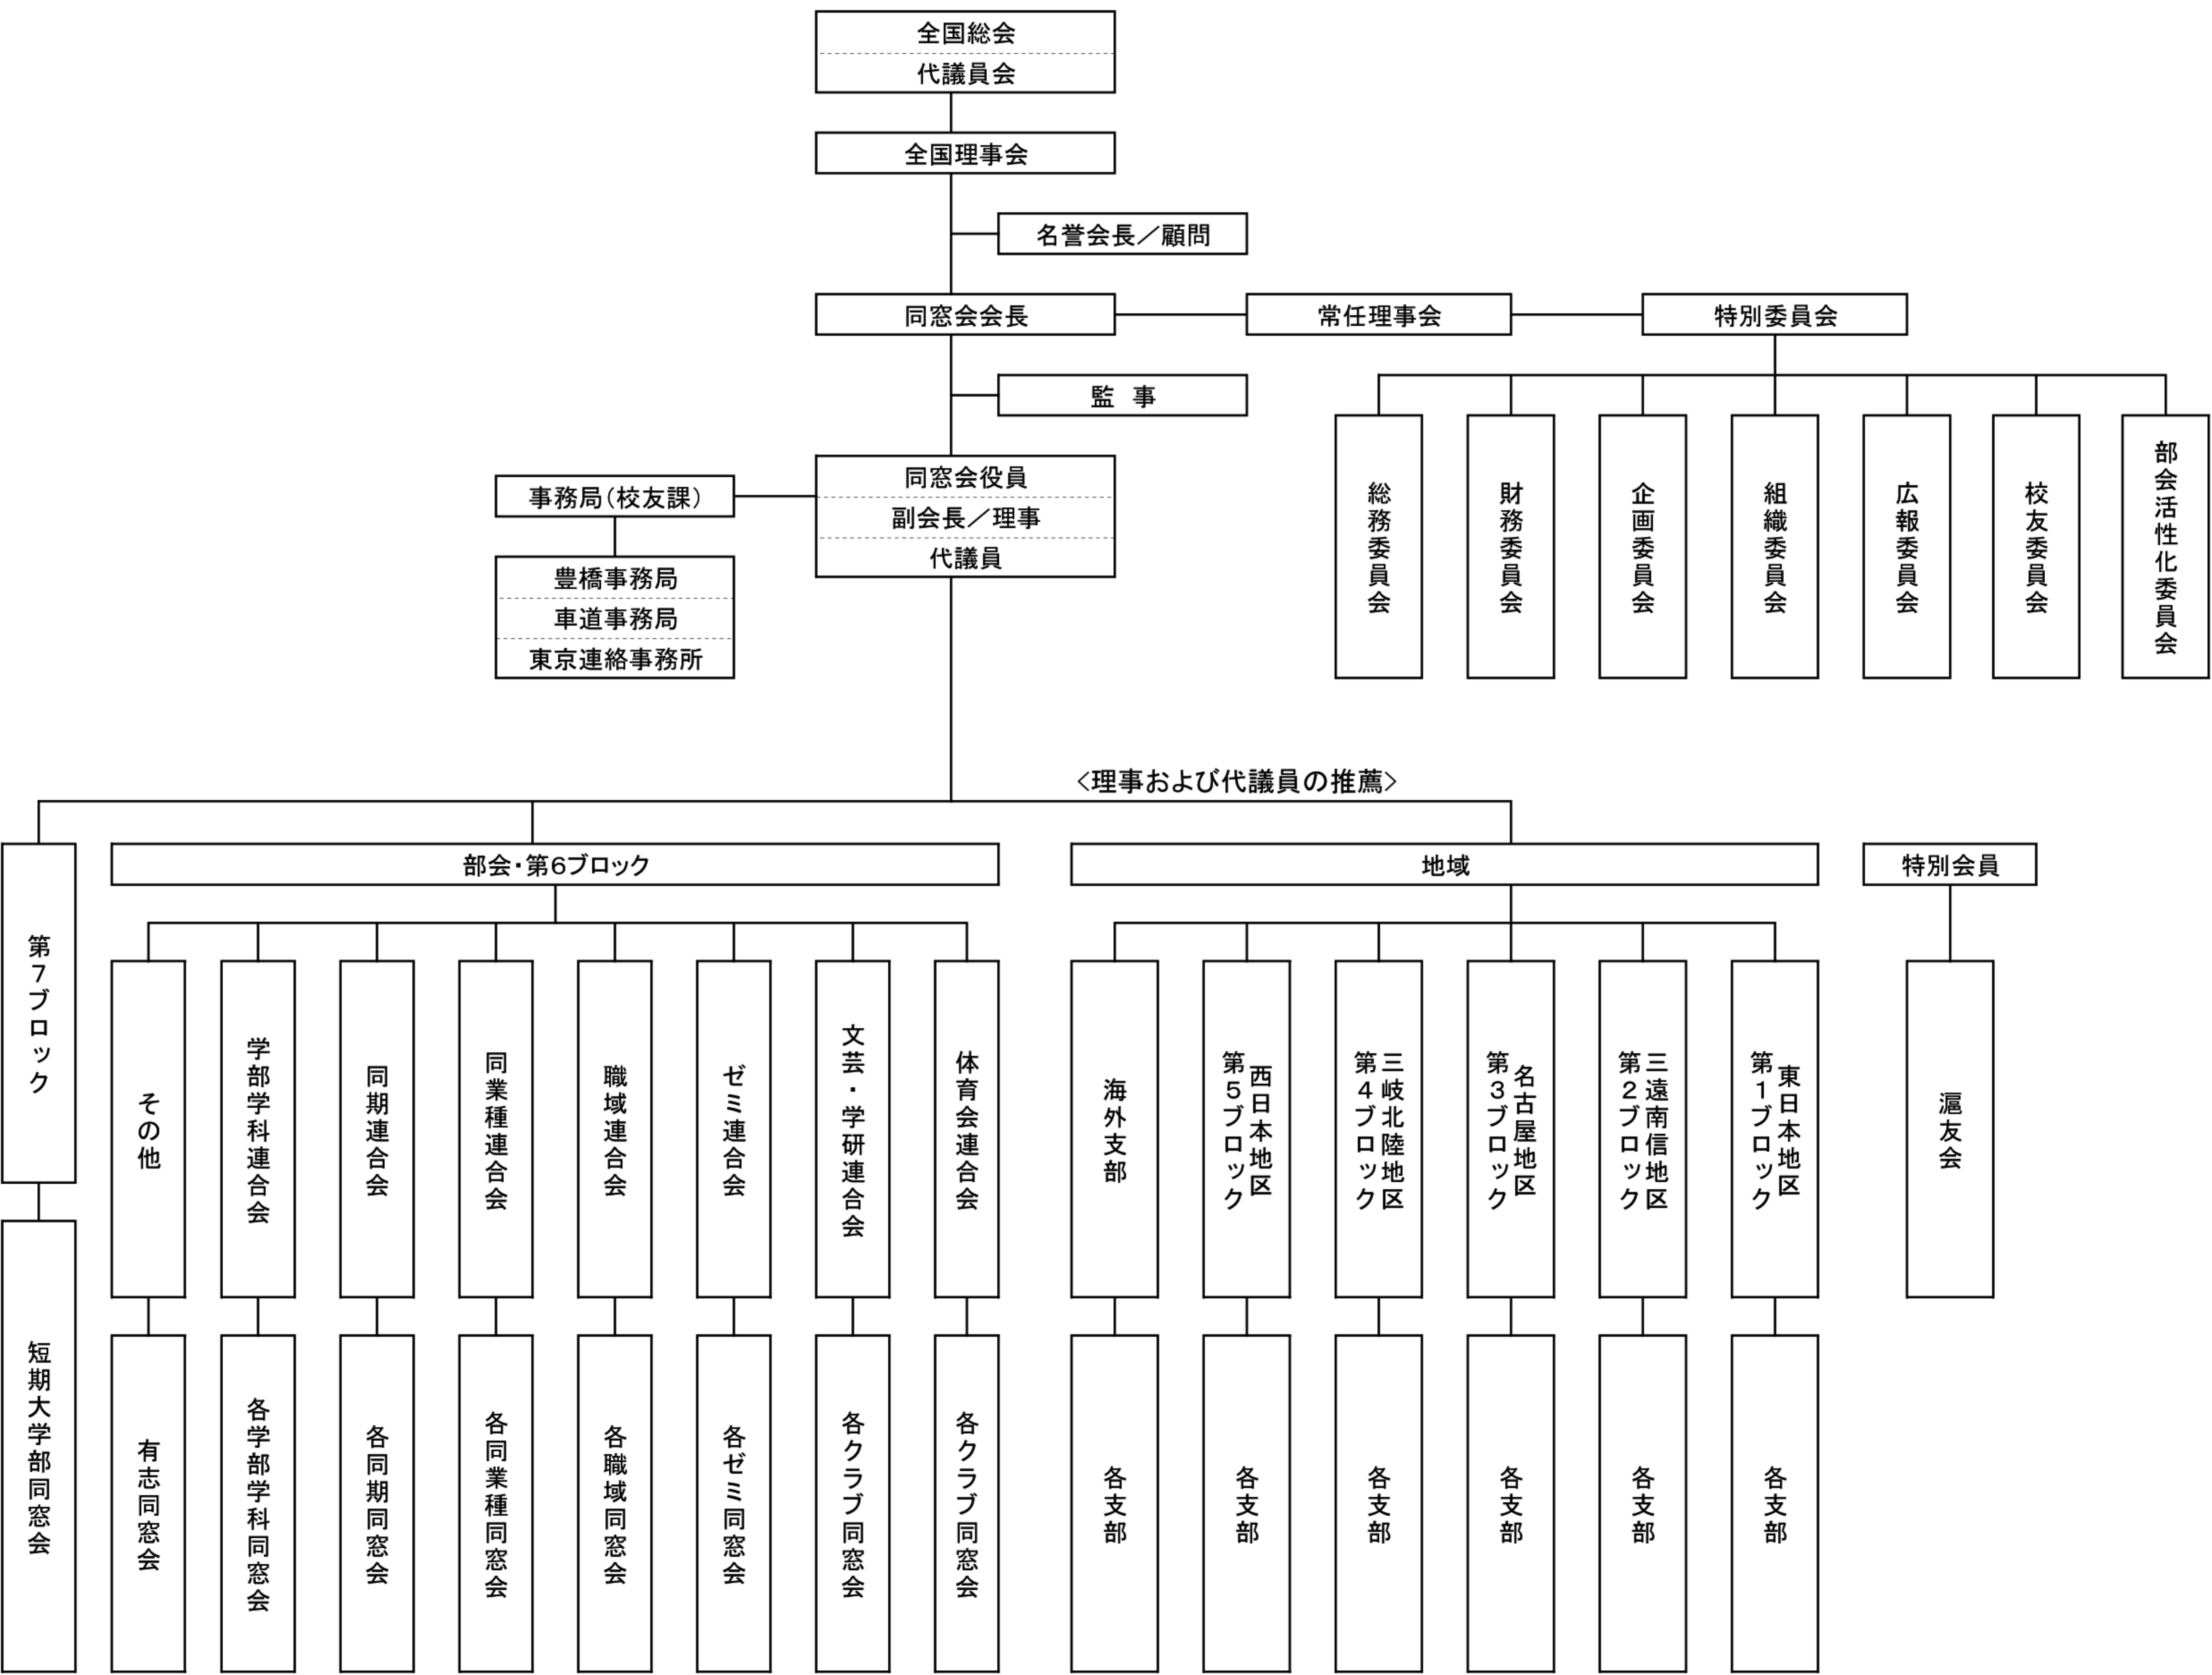 全国総会
代議員会
全国理事会
名誉会長／顧問
同窓会会長
常任理事会
特別委員会
監　事
総務委員会
財務委員会
企画委員会
組織委員会
広報委員会
校友委員会
部会活性化委員会
同窓会役員
副会長／理事
代議員
事務局（校友課）
豊橋事務局
車道事務局
東京連絡事務所
<理事および代議員の推薦>
第７ブロック
部会・第６ブロック
地域
特別会員
その他
学部学科連合会
同期連合会
同業種連合会
職域連合会
ゼミ連合会
文芸・学研連合会
体育会連合会
海外支部
西日本地区
第５ブロック
三岐北陸地区
第４ブロック
名古屋地区
第３ブロック
三遠南信地区
第２ブロック
東日本地区
第１ブロック
滬友会
短期大学部同窓会
有志同窓会
各学部学科同窓会
各同期同窓会
各同業種同窓会
各職域同窓会
各ゼミ同窓会
各クラブ同窓会
各クラブ同窓会
各支部
各支部
各支部
各支部
各支部
各支部